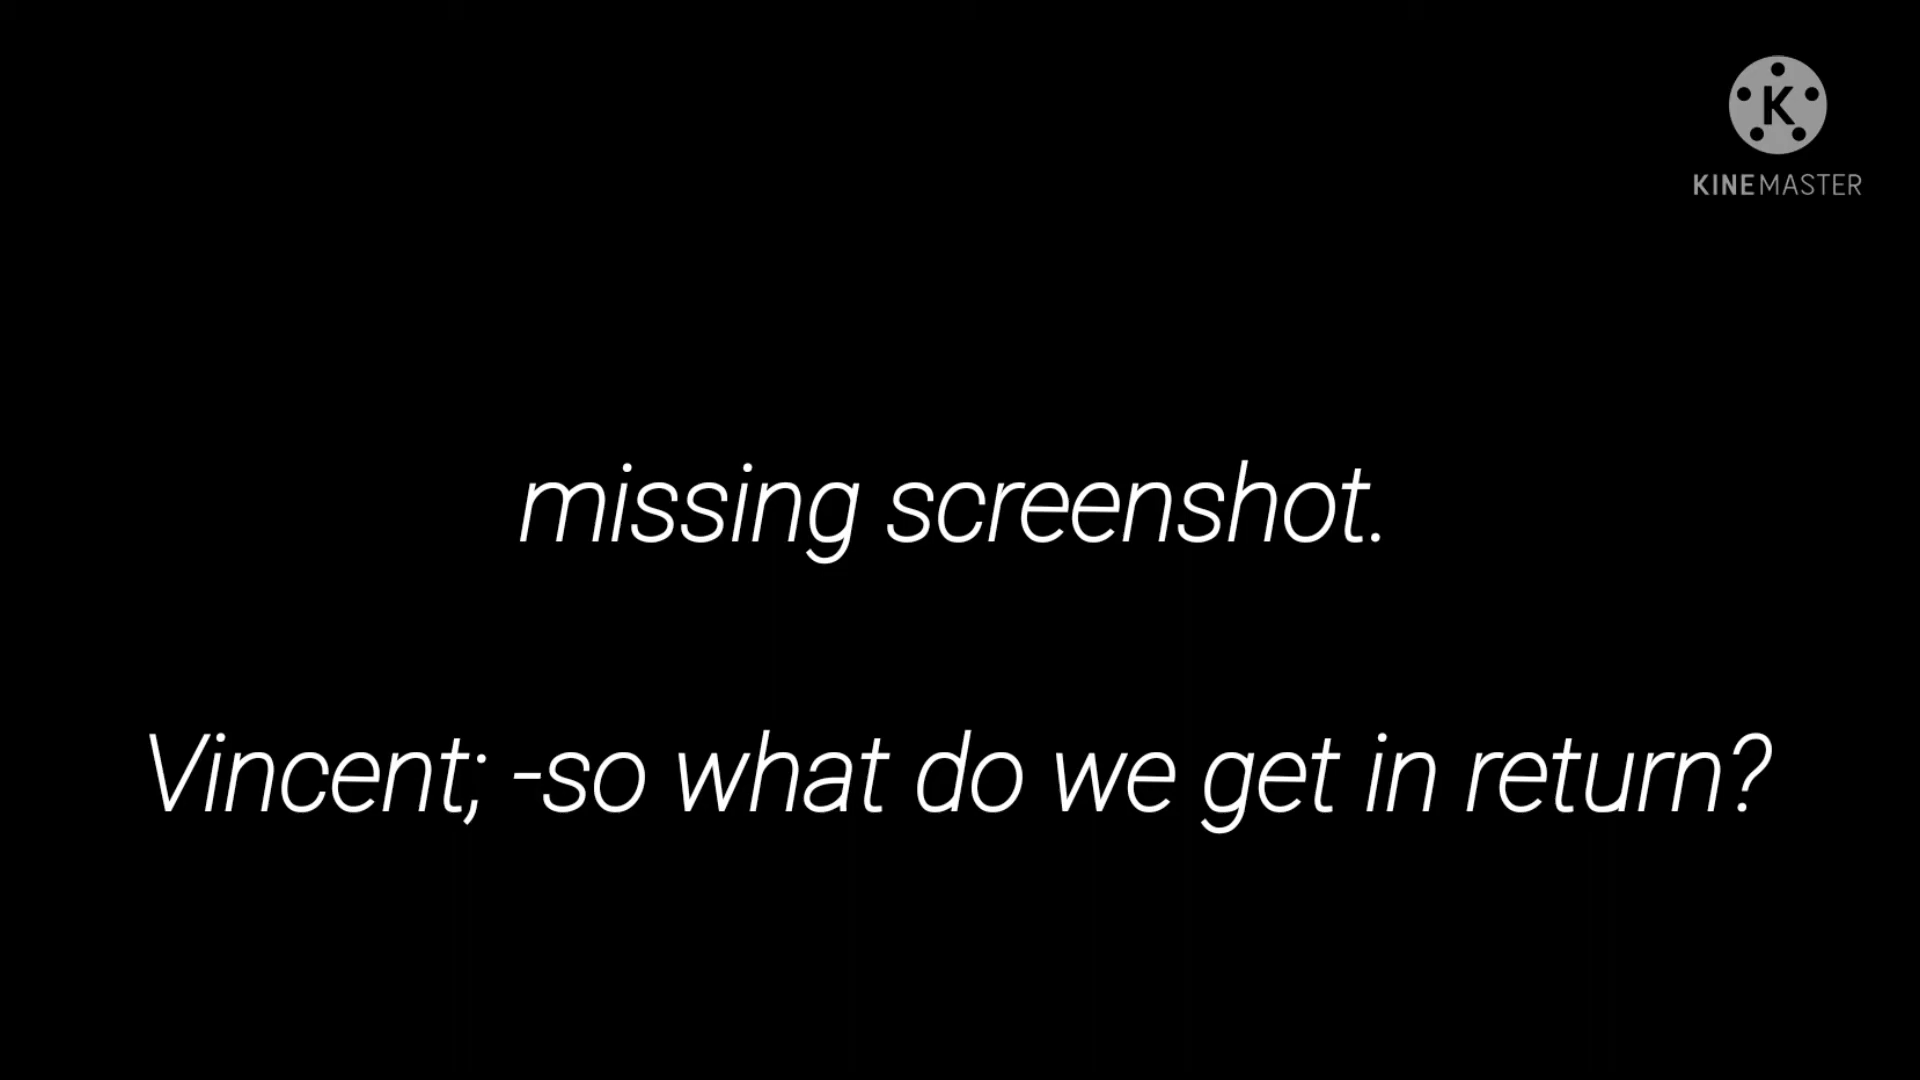 K
KINEMASTER
missing screenshot.
Vincent; -so what do we get in return?